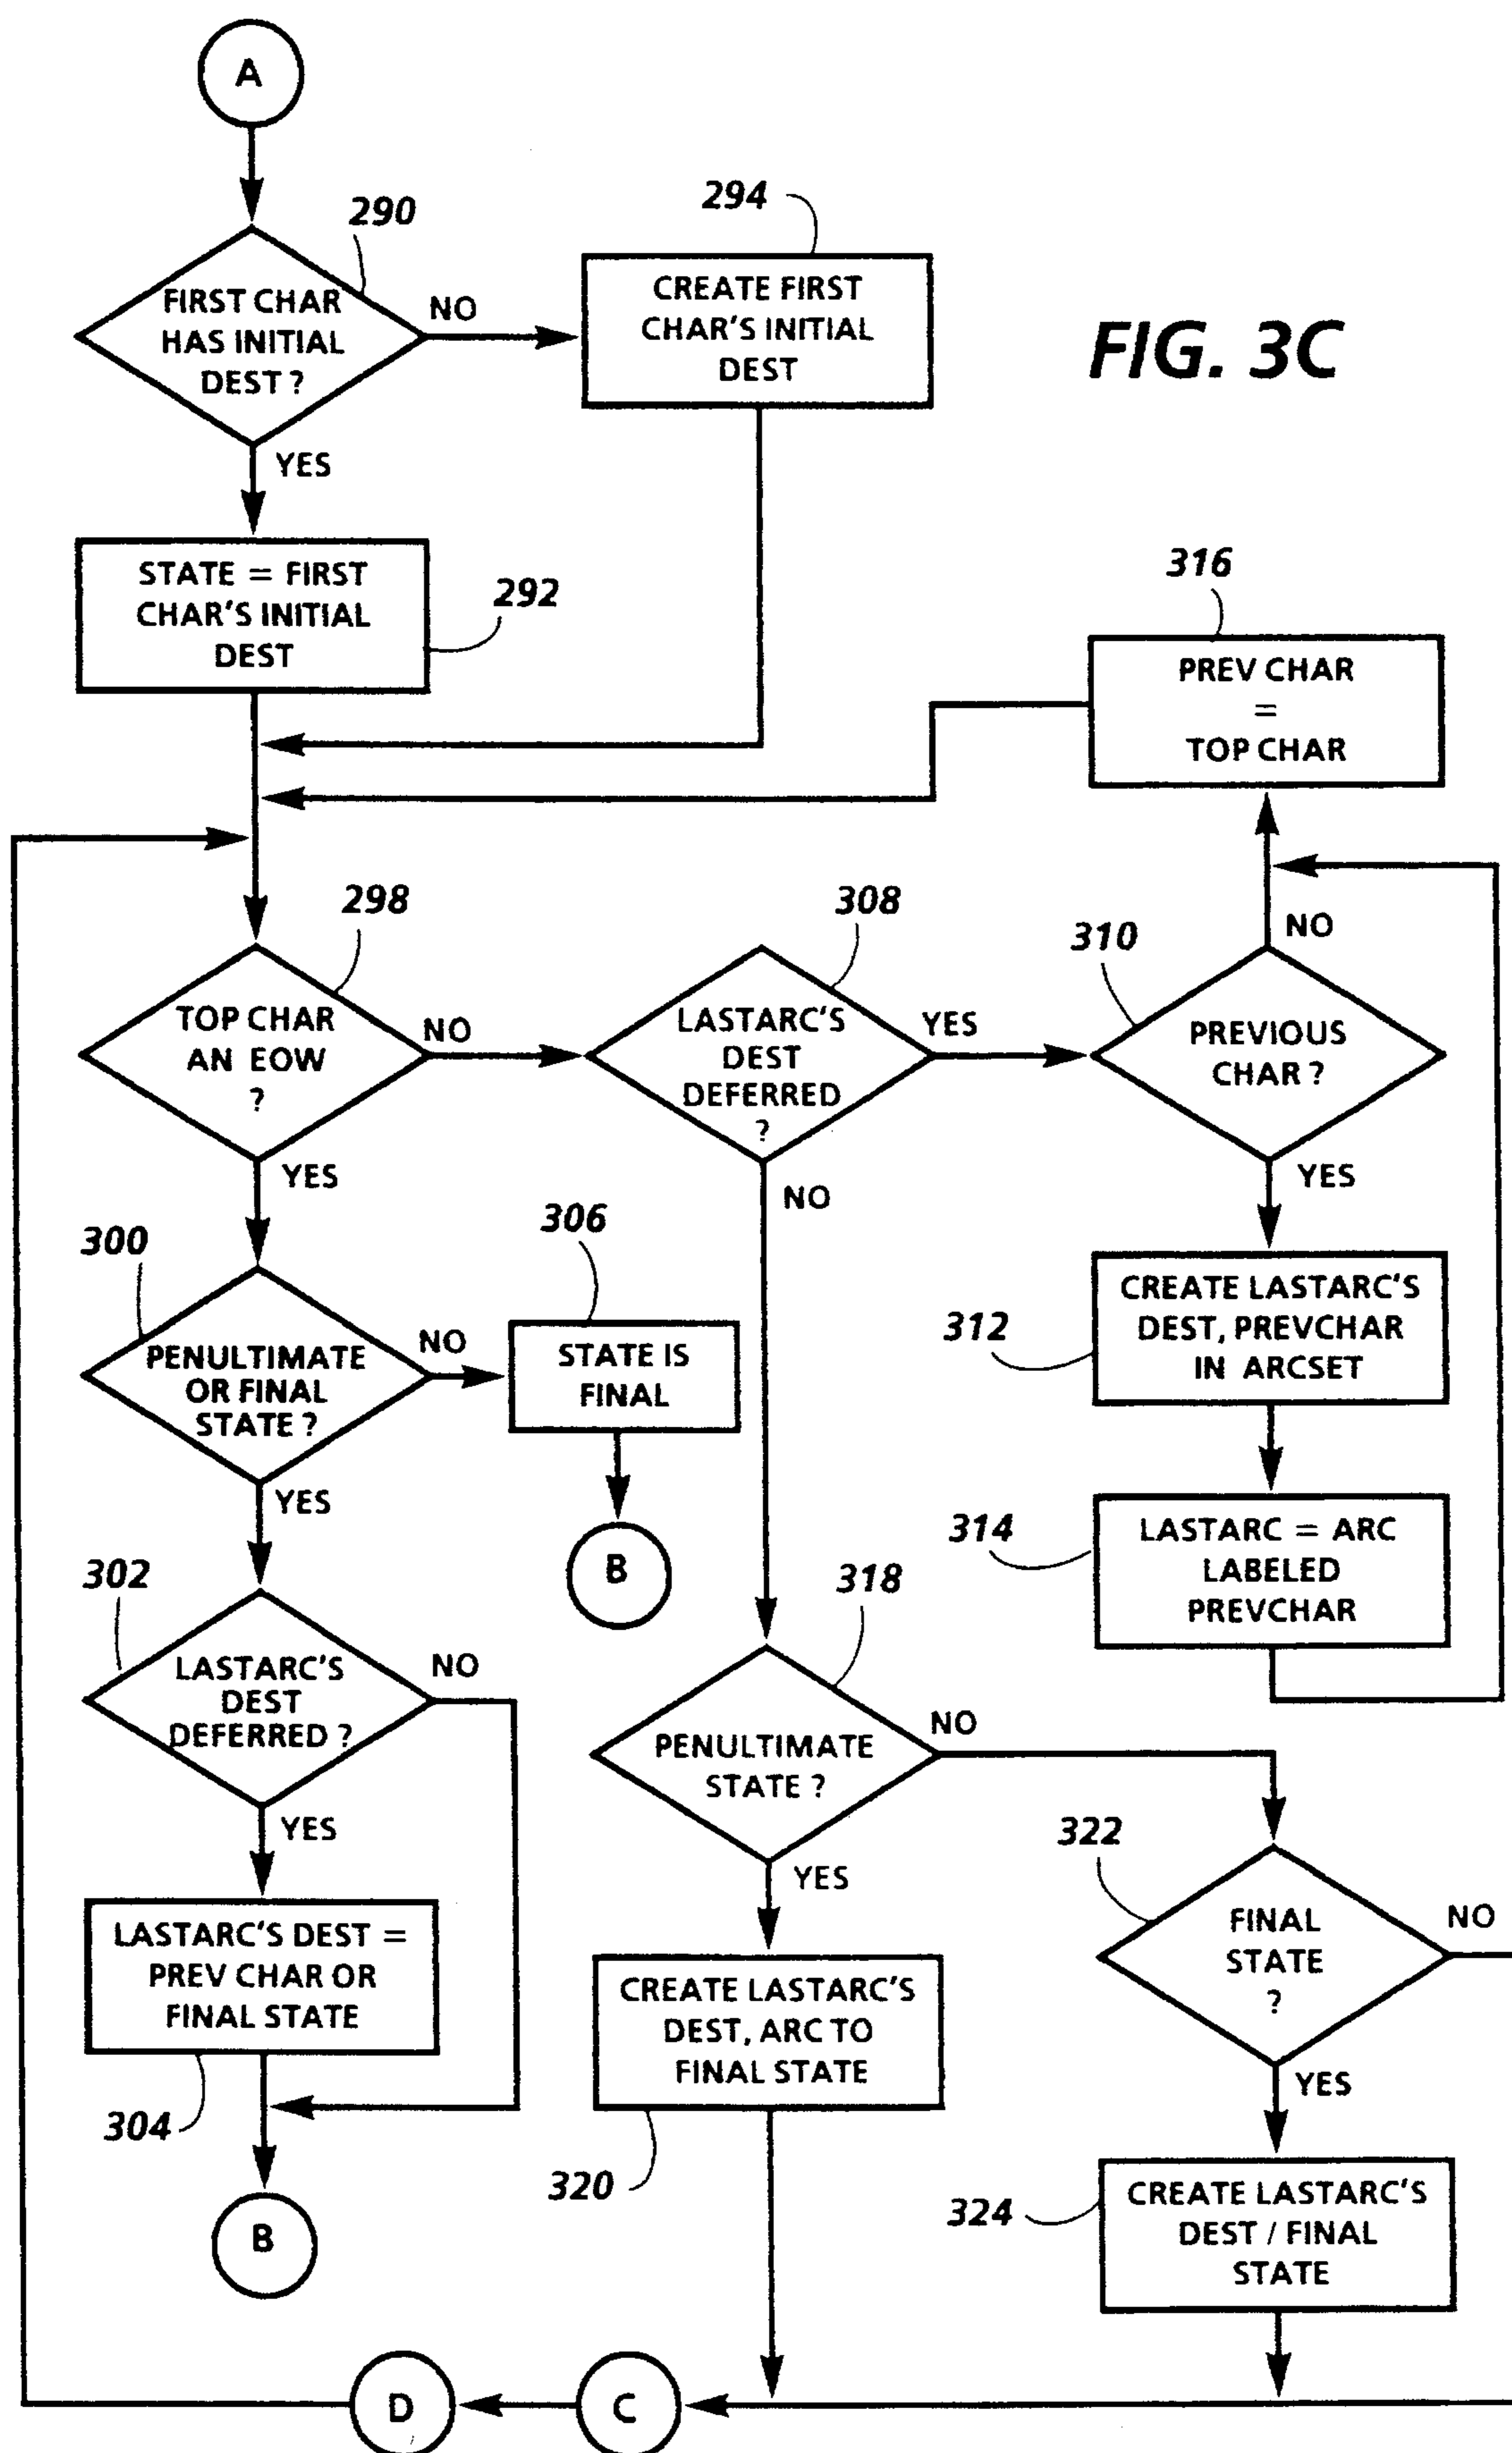 A
290
294
FIRST CHAR
HAS INITIAL
DEST ?
NO
CREATE FIRST
CHAR'S INITIAL
DEST
FIG. 3C
YES
STATE = FIRST
CHAR'S INITIAL
DEST
292
316
PREV CHAR
=
TOP CHAR
298
308
310
NO
TOP CHAR
AN EOW
?
NO
LASTARC'S
DEST
DEFERRED
?
YES
PREVIOUS
CHAR ?
YES
NO
YES
300
306
PENULTIMATE
OR FINAL
STATE ?
NO
STATE IS
FINAL
312
CREATE LASTARC'S
DEST, PREVCHAR
IN ARCSET
YES
B
314
LASTARC = ARC
LABELED
PREVCHAR
302
318
LASTARC'S
DEST
DEFERRED ?
NO
PENULTIMATE
STATE ?
NO
YES
322
YES
FINAL
STATE
?
NO
LASTARC'S DEST =
PREV CHAR OR
FINAL STATE
CREATE LASTARC'S
DEST, ARC TO
FINAL STATE
YES
304
320
324
CREATE LASTARC'S
DEST / FINAL
STATE
B
D
C